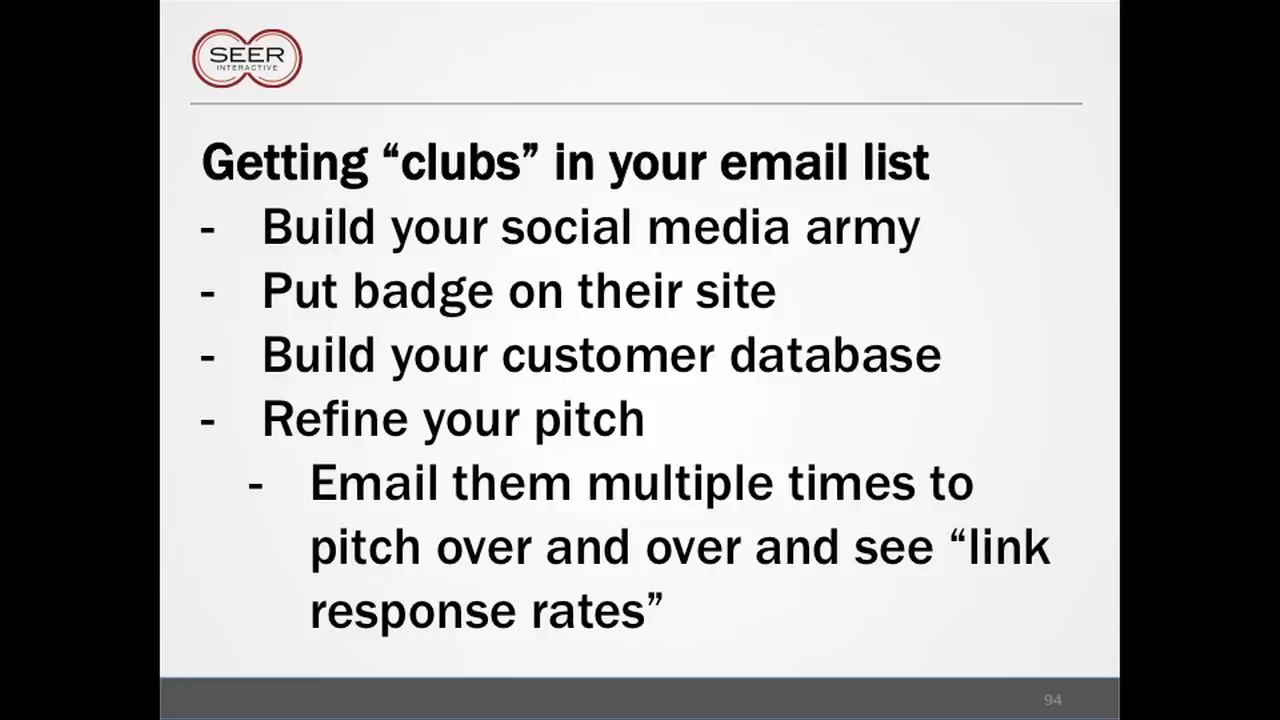 SEER
INTERACTIVE
Getting “clubs” in your email list
- Build your social media army
- Put badge on their site
- Build your customer database
- Refine your pitch
- Email them multiple times to
pitch over and over and see “link
response rates”
94